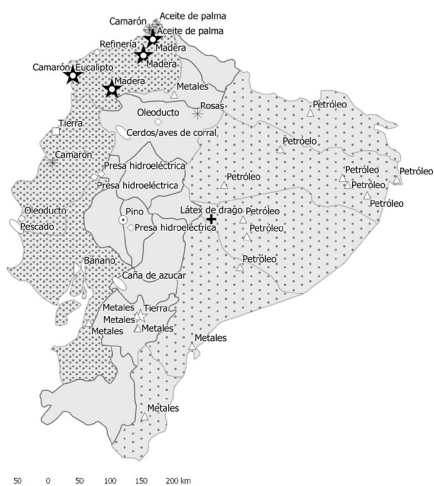 Camarón
Aceite de palma
Aceite de palma
Refinería
Madera
Madera
Camarón
Eucalipto
Madera
Metales
Rosas
Petróleo
Oleoducto
Tierra
Cerdos/aves de corral
Petróelo
Camarón
Presa hidroeléctrica
Petróleo
Petróleo
Presa hidroeléctrica
Petróleo
Petróleo
Petróleo
Oleoducto
Pino
Látex de drago
Petróleo
Pescado
Presa hidroeléctrica
Petróleo
Banano
Petróleo
Caña de azucar
Metales
Tierra
Metales
Metales
Metales
Metales
Metales
50 0 50 100 150 200 km